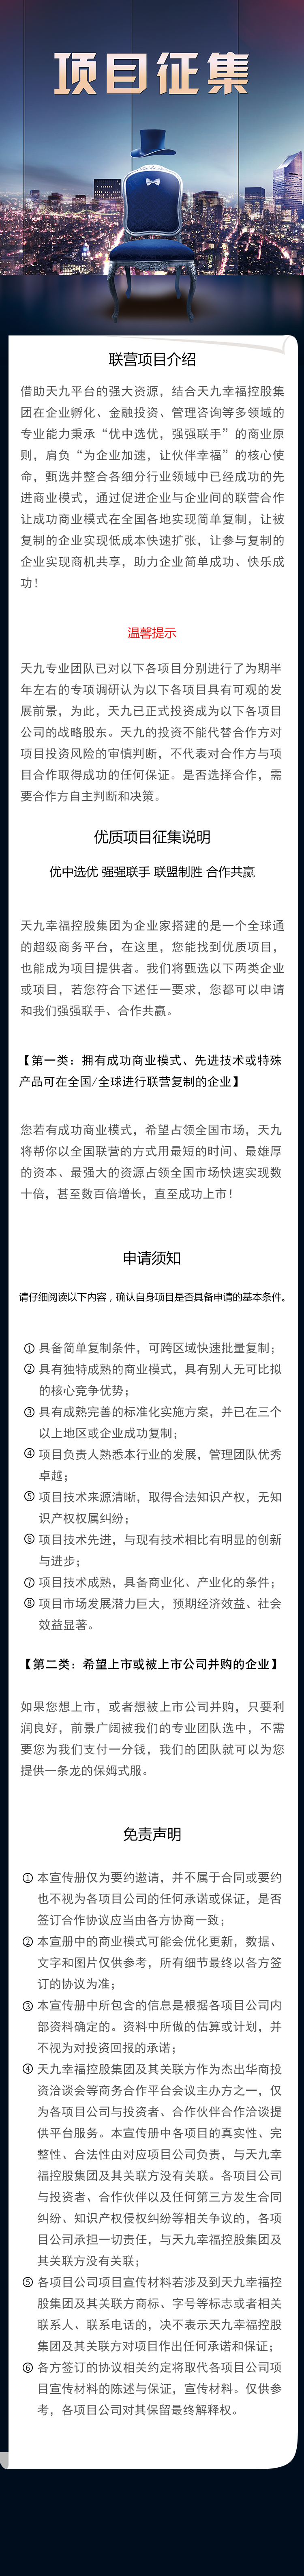 项目征集
联营项目介绍
借助天九平台的强大资源，结合天九幸福控股集
团在企业孵化、金融投资、管理咨询等多领域的
专业能力秉承“优中选优，强强联手”的商业原
则，肩负“为企业加速，让伙伴幸福”的核心使
命，甄选并整合各细分行业领域中已经成功的先
进商业模式，通过促进企业与企业间的联营合作
让成功商业模式在全国各地实现简单复制，让被
复制的企业实现低成本快速扩张，让参与复制的
企业实现商机共享，助力企业简单成功、快乐成
功！
温馨提示
天九专业团队已对以下各项目分别进行了为期半
年左右的专项调研认为以下各项目具有可观的发
展前景，为此，天九已正式投资成为以下各项目
公司的战略股东。天九的投资不能代替合作方对
项目投资风险的审慎判断，不代表对合作方与项
目合作取得成功的任何保证。是否选择合作，需
要合作方自主判断和决策。
优质项目征集说明
优中选优 强强联手 联盟制胜 合作共赢
天九幸福控股集团为企业家搭建的是一个全球通
的超级商务平台，在这里，您能找到优质项目，
也能成为项目提供者。我们将甄选以下两类企业
或项目，若您符合下述任一要求，您都可以申请
和我们强强联手、合作共赢。
【第一类：拥有成功商业模式、先进技术或特殊
产品可在全国/全球进行联营复制的企业】
您若有成功商业模式，希望占领全国市场，天九
将帮你以全国联营的方式用最短的时间、最雄厚
的资本、最强大的资源占领全国市场快速实现数
十倍，甚至数百倍增长，直至成功上市！
申请须知
请仔细阅读以下内容，确认自身项目是否具备申请的基本条件。
① 具备简单复制条件，可跨区域快速批量复制；
② 具有独特成熟的商业模式，具有别人无可比拟
的核心竞争优势；
③ 具有成熟完善的标准化实施方案，并已在三个
以上地区或企业成功复制；
④ 项目负责人熟悉本行业的发展，管理团队优秀
卓越；
⑤ 项目技术来源清晰，取得合法知识产权，无知
识产权权属纠纷；
⑥ 项目技术先进，与现有技术相比有明显的创新
与进步；
⑦ 项目技术成熟，具备商业化、产业化的条件；
⑧ 项目市场发展潜力巨大，预期经济效益、社会
效益显著。
【第二类：希望上市或被上市公司并购的企业】
如果您想上市，或者想被上市公司并购，只要利
润良好，前景广阔被我们的专业团队选中，不需
要您为我们支付一分钱，我们的团队就可以为您
提供一条龙的保姆式服。
免责声明
① 本宣传册仅为要约邀请，并不属于合同或要约
也不视为各项目公司的任何承诺或保证，是否
签订合作协议应当由各方协商一致；
② 本宣册中的商业模式可能会优化更新，数据、
文字和图片仅供参考，所有细节最终以各方签
订的协议为准；
③ 本宣传册中所包含的信息是根据各项目公司内
部资料确定的。资料中所做的估算或计划，并
不视为对投资回报的承诺；
④ 天九幸福控股集团及其关联方作为杰出华商投
资洽谈会等商务合作平台会议主办方之一，仅
为各项目公司与投资者、合作伙伴合作洽谈提
供平台服务。本宣传册中各项目的真实性、完
整性、合法性由对应项目公司负责，与天九幸
福控股集团及其关联方没有关联。各项目公司
与投资者、合作伙伴以及任何第三方发生合同
纠纷、知识产权侵权纠纷等相关争议的，各项
目公司承担一切责任，与天九幸福控股集团及
其关联方没有关联；
⑤ 各项目公司项目宣传材料若涉及到天九幸福控
股集团及其关联方商标、字号等标志或者相关
联系人、联系电话的，决不表示天九幸福控股
集团及其关联方对项目作出任何承诺和保证；
⑥ 各方签订的协议相关约定将取代各项目公司项
目宣传材料的陈述与保证，宣传材料。仅供参
考，各项目公司对其保留最终解释权。